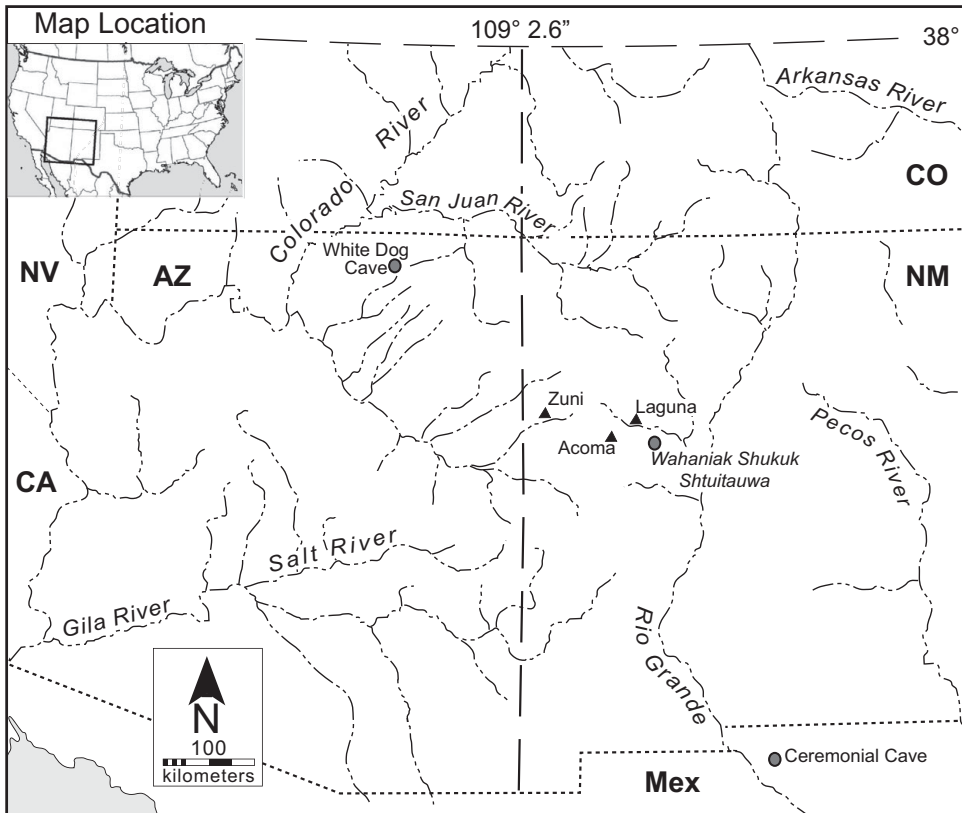 Map Location
109° 2.6”
38°
Arkansas River
River
Colorado
San Juan River
CO
White Dog
Cave
NV
AZ
NM
Zuni
Laguna
Acoma
Wahaniak Shukuk
Shtuitauwa
Pecos River
CA
Salt River
Gila River
Rio Grande
N
100
kilometers
Mex
Ceremonial Cave